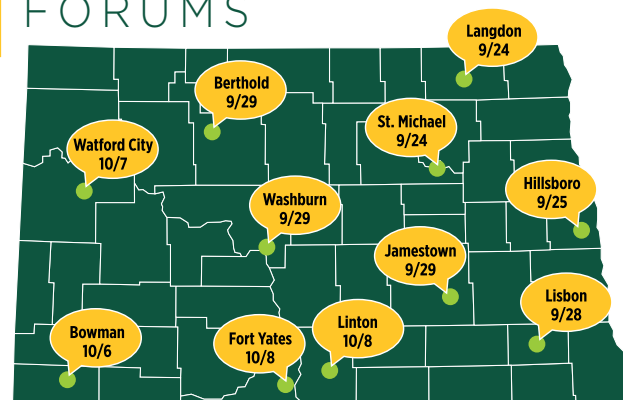 FORUMS
Langdon
9/24
Berthold
9/29
St. Michael
9/24
Watford City
10/7
Hillsboro
9/25
Washburn
9/29
Jamestown
9/29
Lisbon
9/28
Linton
10/8
Bowman
10/6
Fort Yates
10/8